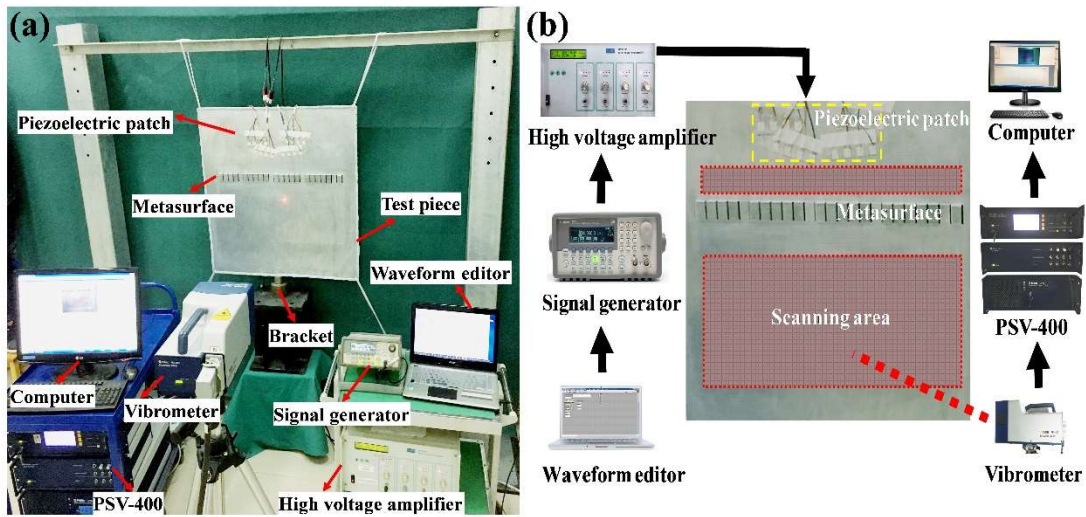 (a)
Piezoelectric patch
Metasurface
Test piece
Waveform editor
Bracket
Computer
Vibrometer
Signal generator
PSV-400
High voltage amplifier
(b)
High voltage amplifier
Piezoelectric patch
Computer
Metasurface
Signal generator
Scanning area
PSV-400
Waveform editor
Vibrometer